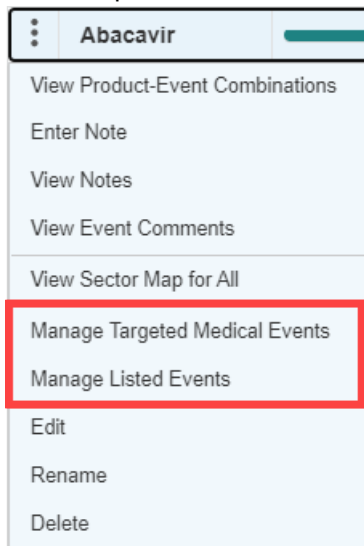 Abacavir
View Product-Event Combinations
Enter Note
View Notes
View Event Comments
View Sector Map for All
Manage Targeted Medical Events
Manage Listed Events
Edit
Rename
Delete